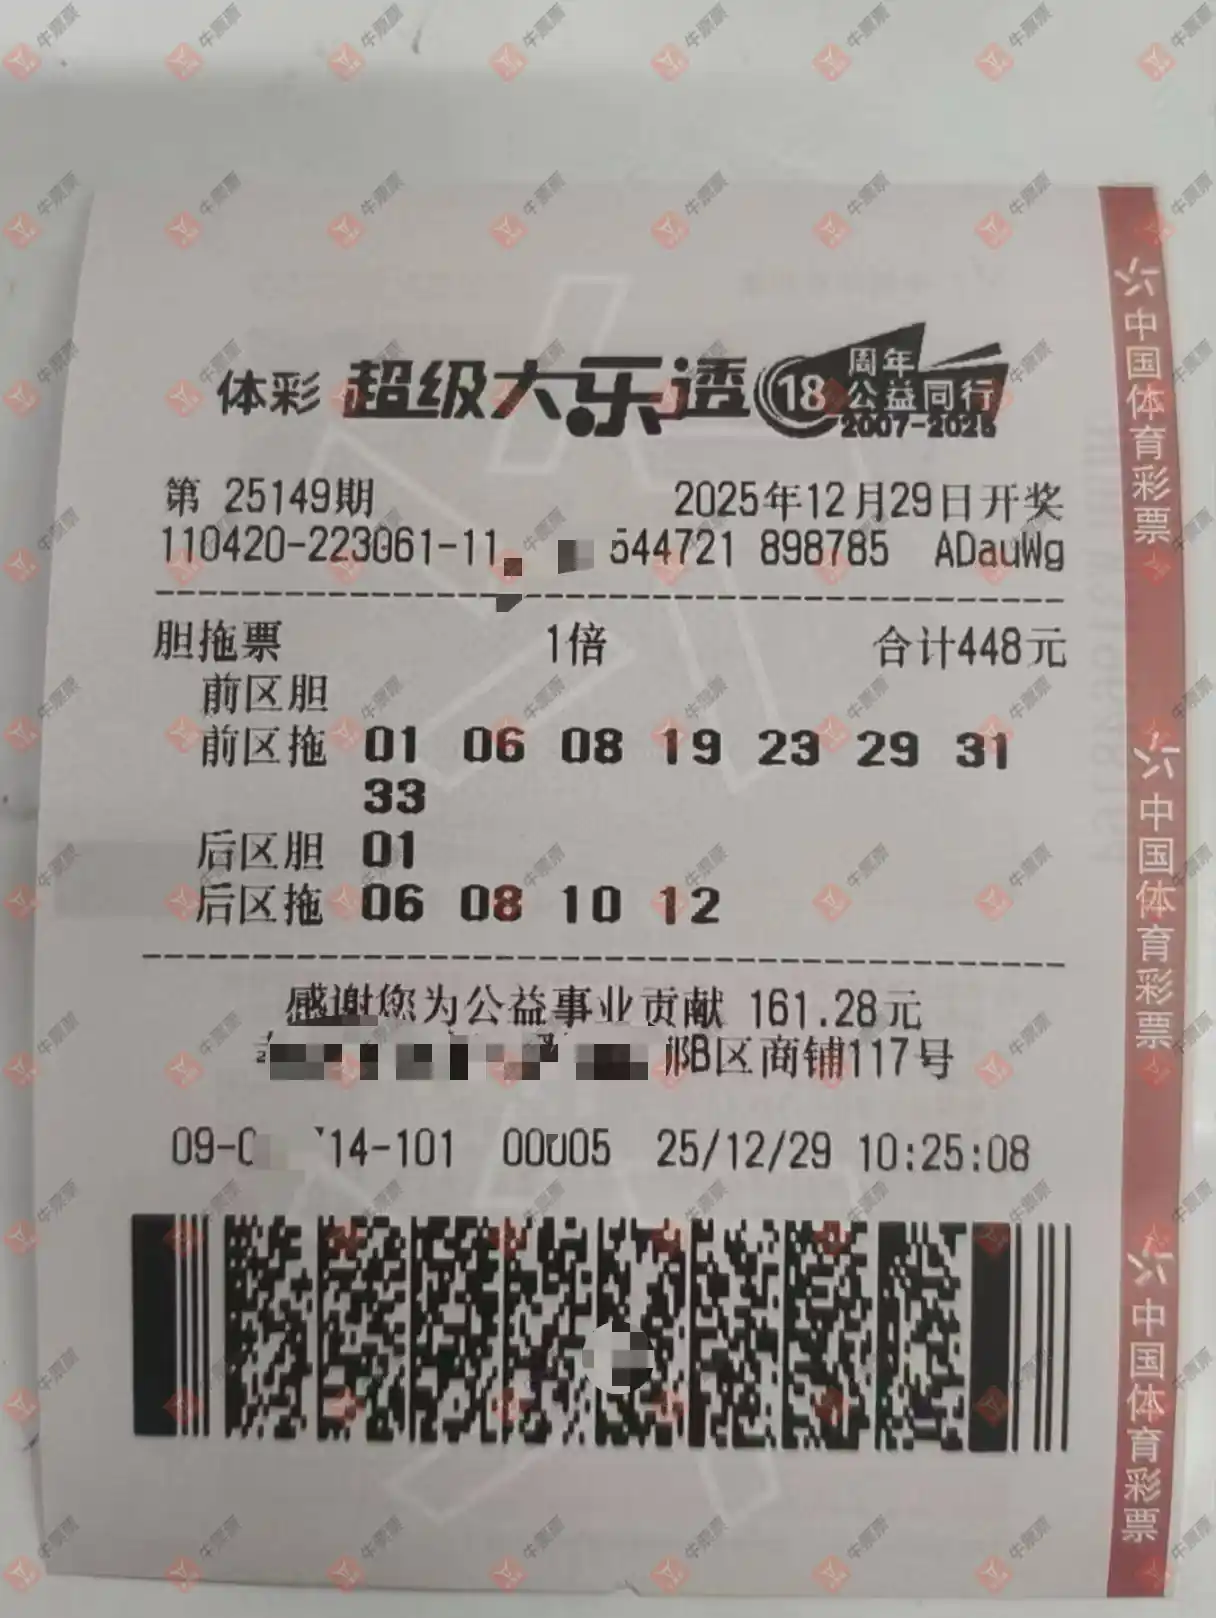 体彩 超级大乐透 18 周年 公益同行 2007-2025
第 25149期 2025年12月29日开奖
110420-223061-11 544721 898785 ADauWg
胆拖票 1倍 合计448元
前区胆
前区拖 01 06 08 19 23 29 31
33
后区胆 01
后区拖 06 08 10 12
感谢您为公益事业贡献 161.28元
B区商铺117号
09-0 14-101 00005 25/12/29 10:25:08
中国体育彩票
中国体育彩票
中国体育彩票
牛票票